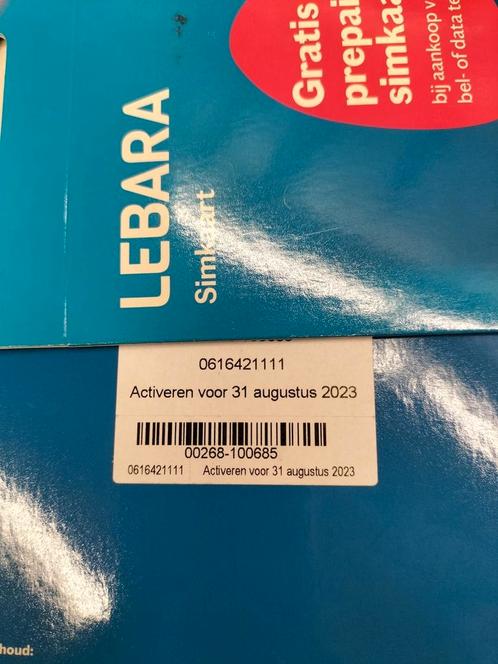 Gratis
simkaa
bij aankoop v
bel- of data te
LEBARA
Simkaart
0616421111
Activeren voor 31 augustus 2023
00268-100685
0616421111 Activeren voor 31 augustus 2023
houd: